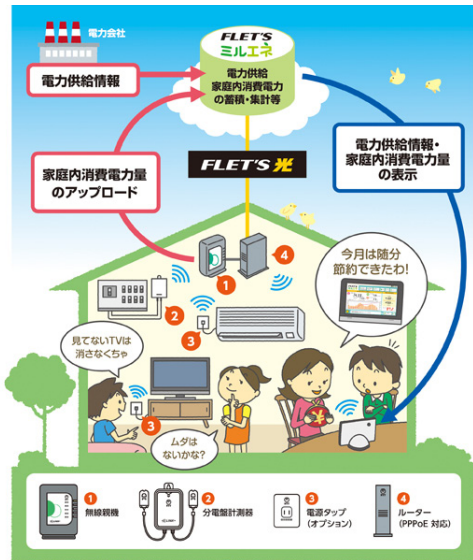 電力会社
FLET'S
ミルエネ
電力供給
家庭内消費電力
の蓄積・集計等
電力供給情報
FLET'S 光
家庭内消費電力量
のアップロード
電力供給情報・
家庭内消費電力量
の表示
1
4
2
3
今月は随分
節約できたわ!
見てないTVは
消さなくちゃ
3
ムダは
ないかな?
1
無線親機
2
分電盤計測器
3
電源タップ
(オプション)
4
ルーター
(PPPoE 対応)